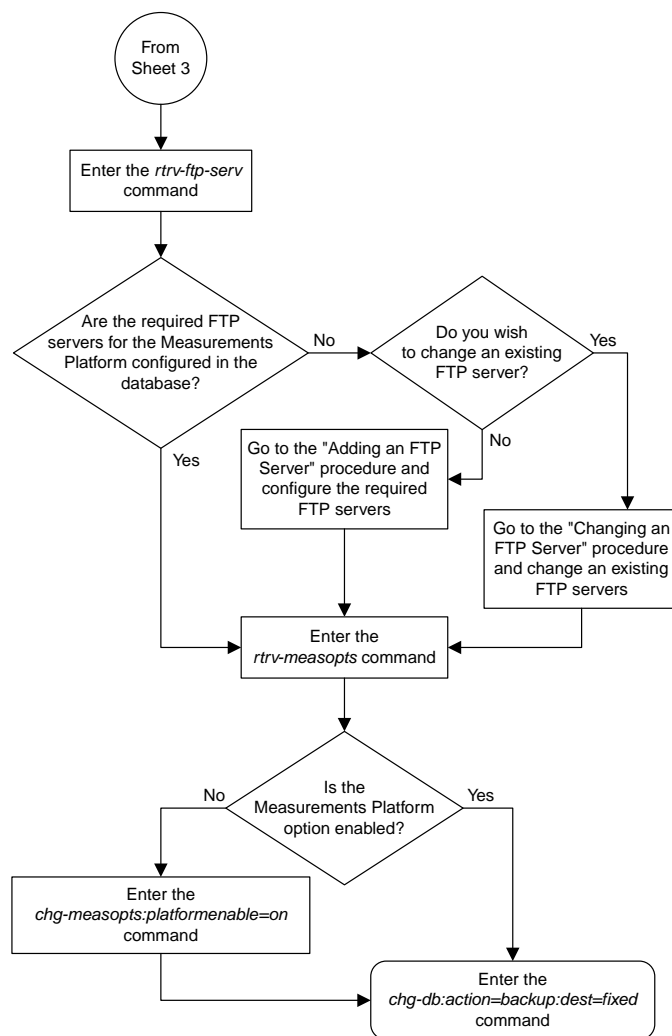 From
Sheet 3
Enter the rtrv-ftp-serv
command
Are the required FTP
servers for the Measurements
Platform configured in the
database?
No
Do you wish
to change an existing
FTP server?
Yes
Yes
No
Go to the "Adding an FTP
Server" procedure and
configure the required
FTP servers
Go to the "Changing an
FTP Server" procedure
and change an existing
FTP servers
Enter the
rtrv-measopts command
Is the
Measurements Platform
option enabled?
No
Yes
Enter the
chg-measopts:platformenable=on
command
Enter the
chg-db:action=backup:dest=fixed
command